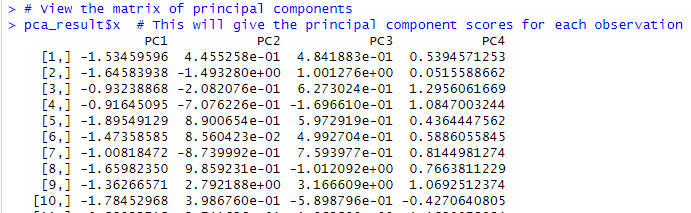 > # View the matrix of principal components
> pca_result$x  # This will give the principal component scores for each observation
PC1 PC2 PC3 PC4
[1,] -1.53459596 4.455258e-01 4.841883e-01 0.5394571253
[2,] -1.64583938 -1.493280e+00 1.001276e+00 0.0515588662
[3,] -0.93238868 -2.082076e-01 6.273024e-01 1.2956061669
[4,] -0.91645095 -7.076226e-01 -1.696610e-01 1.0847003244
[5,] -1.89549129 8.900654e-01 5.972919e-01 0.4364447562
[6,] -1.47358585 8.560423e-02 4.992704e-01 0.5886055845
[7,] -1.00818472 -8.739992e-01 7.593977e-01 0.8144981274
[8,] -1.65982350 9.859231e-01 -1.012092e+00 0.7663811229
[9,] -1.36266571 2.792188e+00 3.166609e+00 1.0692512374
[10,] -1.78452968 3.986760e-01 -5.898796e-01 -0.4270640805